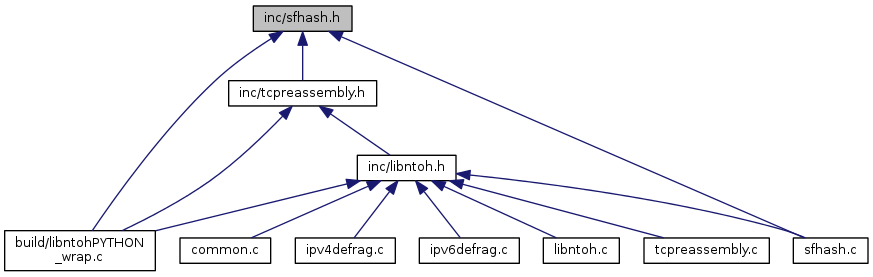 inc/sfhash.h
inc/tcpreassembly.h
inc/libntoh.h
build/libntohPYTHON
_wrap.c
common.c
ipv4defrag.c
ipv6defrag.c
libntoh.c
tcpreassembly.c
sfhash.c